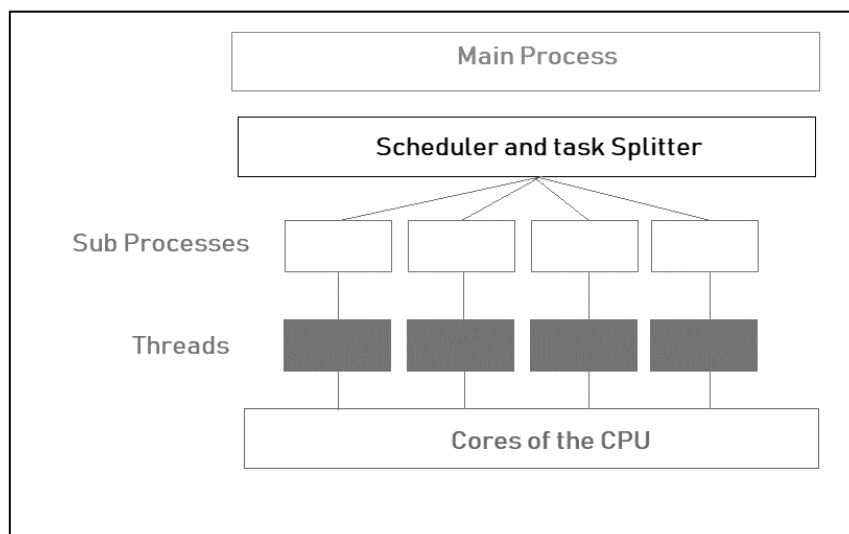 Main Process
Scheduler and task Splitter
Sub Processes
Threads
Cores of the CPU